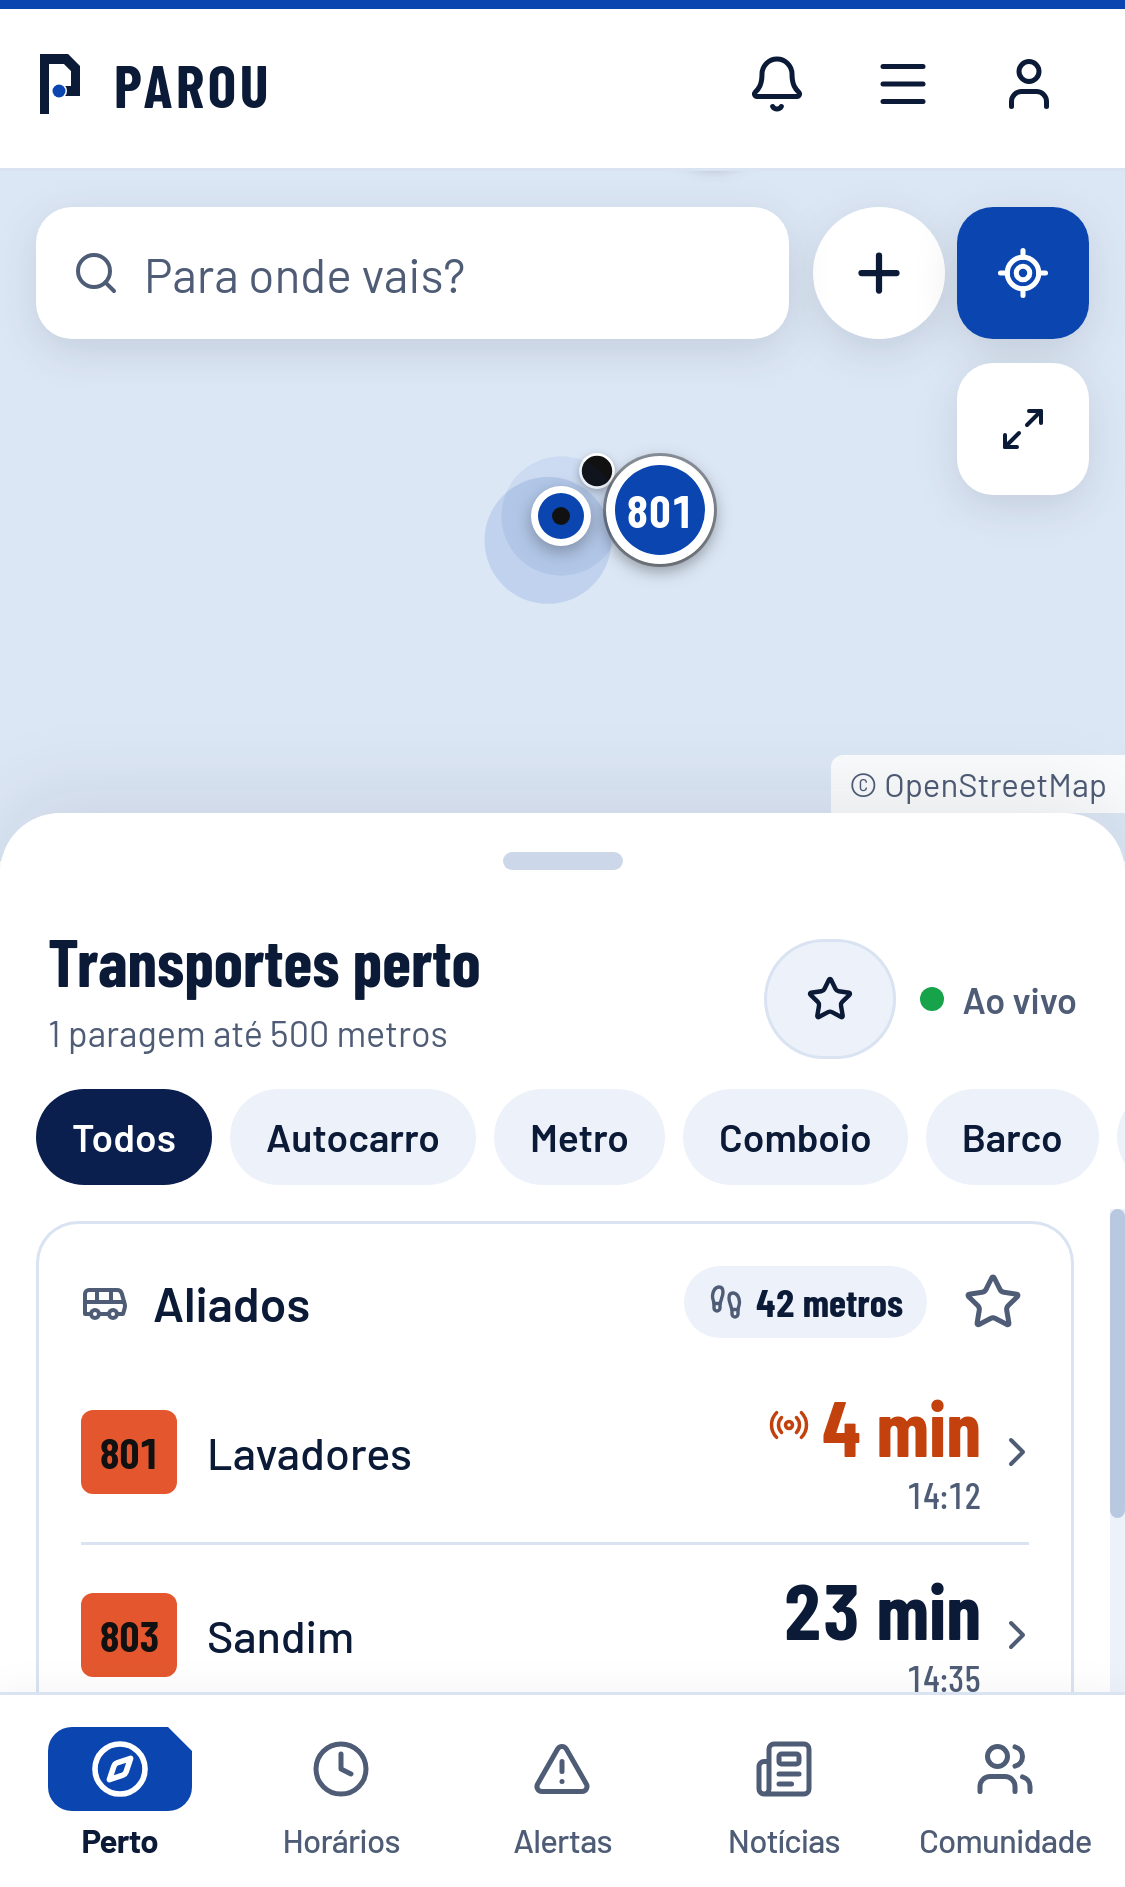 PAROU
Para onde vais?
801
© OpenStreetMap
Transportes perto
1 paragem até 500 metros
Ao vivo
Todos
Autocarro
Metro
Comboio
Barco
Aliados
42 metros
801
Lavadores
4 min
14:12
803
Sandim
23 min
14:35
Perto
Horários
Alertas
Notícias
Comunidade